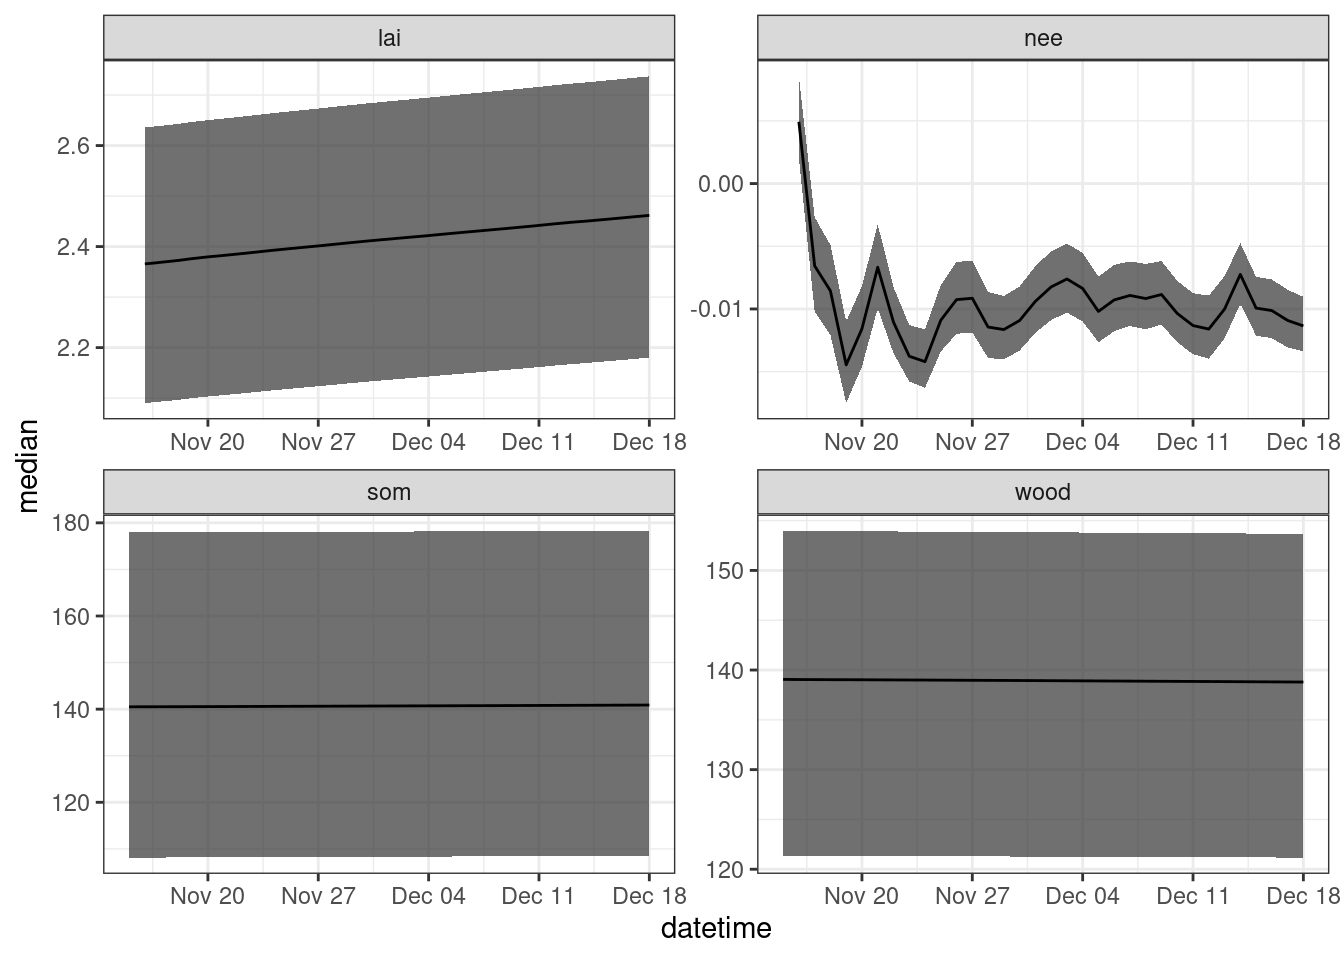 lai
nee
2.6
2.4
2.2
0.00
-0.01
Nov 20 Nov 27 Dec 04 Dec 11 Dec 18
Nov 20 Nov 27 Dec 04 Dec 11 Dec 18
median
som
wood
180
160
140
120
150
140
130
120
Nov 20 Nov 27 Dec 04 Dec 11 Dec 18
Nov 20 Nov 27 Dec 04 Dec 11 Dec 18
datetime